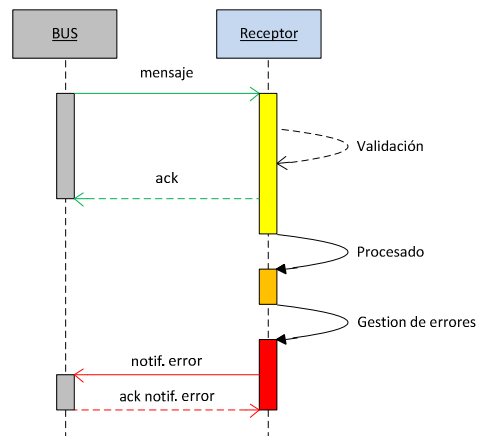 BUS
Receptor
mensaje
Validación
ack
Procesado
Gestion de errores
notif. error
ack notif. error